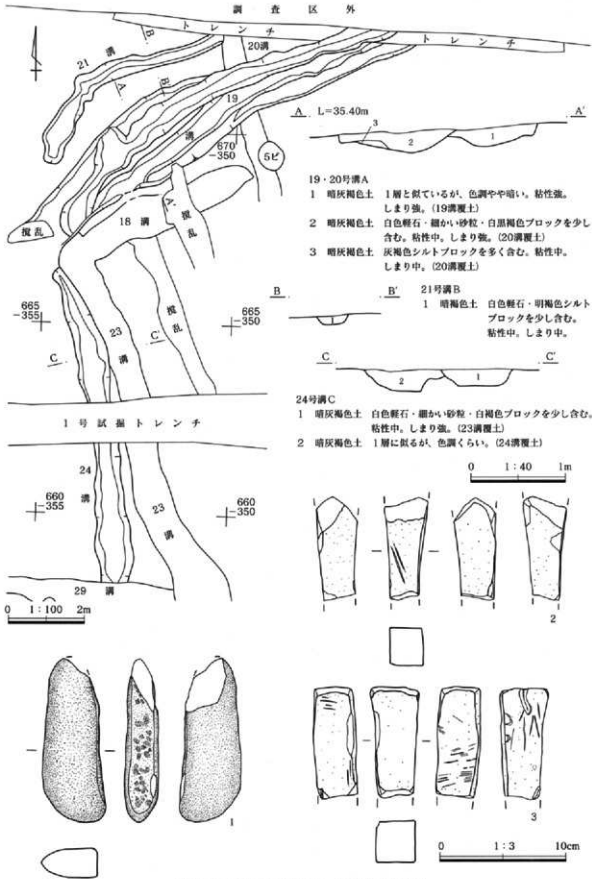 調査区外
トレンチ
トレンチ
B
21
溝
20溝
A
B'
19
溝
670
-350
5ピ
18溝
A'
撹乱
撹乱
A L=35.40m A'
3
2
1
19・20号溝A
1 暗灰褐色土 1層と似ているが、色調やや暗い。粘性強。
しまり強。(19溝覆土)
2 暗灰褐色土 白色軽石・細かい砂粒・白黒褐色ブロックを少し
含む。粘性中。しまり強。(20溝覆土)
3 暗灰褐色土 灰褐色シルトブロックを多く含む。粘性中。
しまり中。(20溝覆土)
B B'
1
21号溝B
1 暗褐色土 白色軽石・明褐色シルト
ブロックを少し含む。
粘性中。しまり中。
665
-355
23
溝
C
C'
撹乱
665
-350
C C'
2
1
24号溝C
1 暗灰褐色土 白色軽石・細かい砂粒・白褐色ブロックを少し含む。
粘性中。しまり強。(23溝覆土)
2 暗灰褐色土 1層に似るが、色調くらい。(24溝覆土)
1号試掘トレンチ
0 1:40 1m
24
溝
660
-355
23
溝
660
-350
29溝
0 1:100 2m
2
1
3
0 1:3 10cm